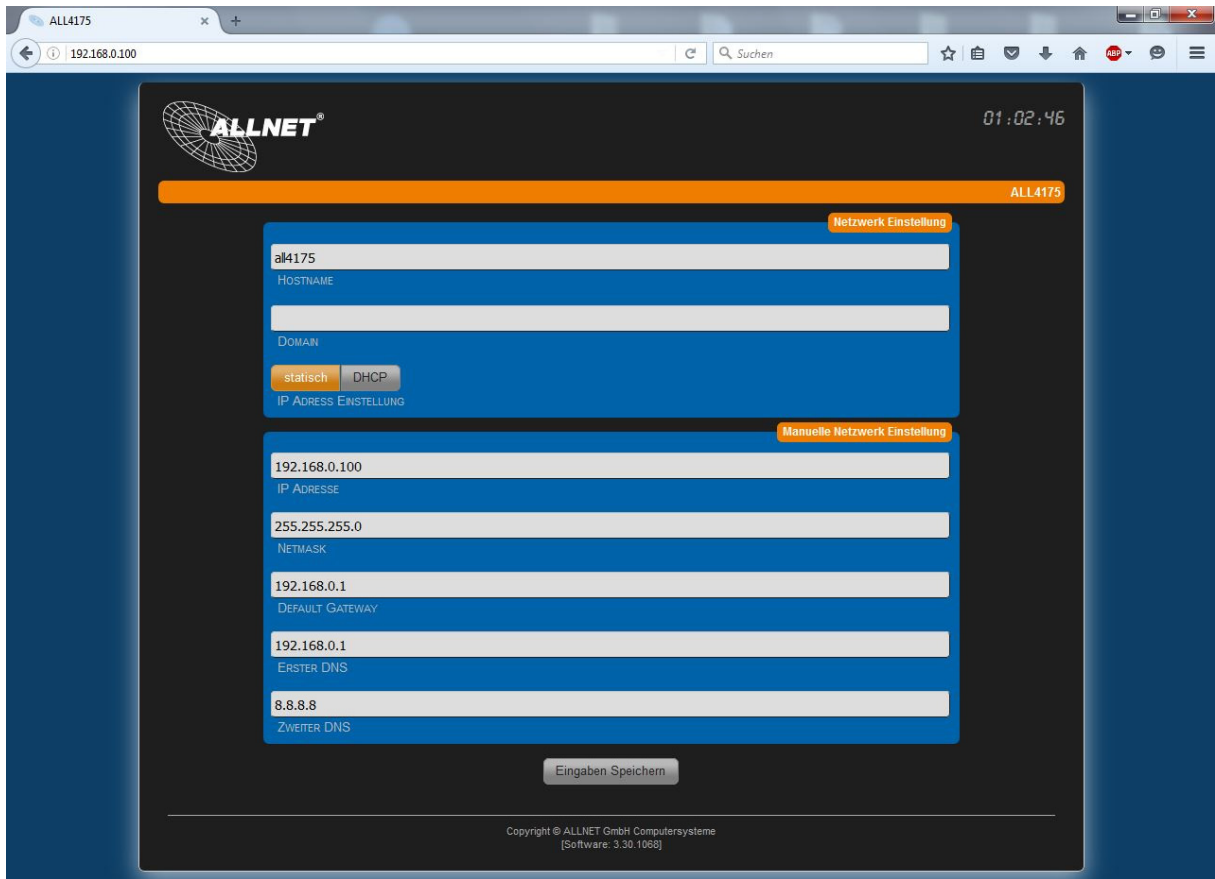 ALL4175
192.168.0.100
Suchen
ABP
ALLNET®
01:02:46
ALL4175
Netzwerk Einstellung
all4175
Hostname
Domain
statisch DHCP
IP Adress Einstellung
Manuelle Netzwerk Einstellung
192.168.0.100
IP Adresse
255.255.255.0
Netmask
192.168.0.1
Default Gateway
192.168.0.1
Erster DNS
8.8.8.8
Zweiter DNS
Eingaben Speichern
Copyright © ALLNET GmbH Computersysteme
[Software: 3.30.1068]